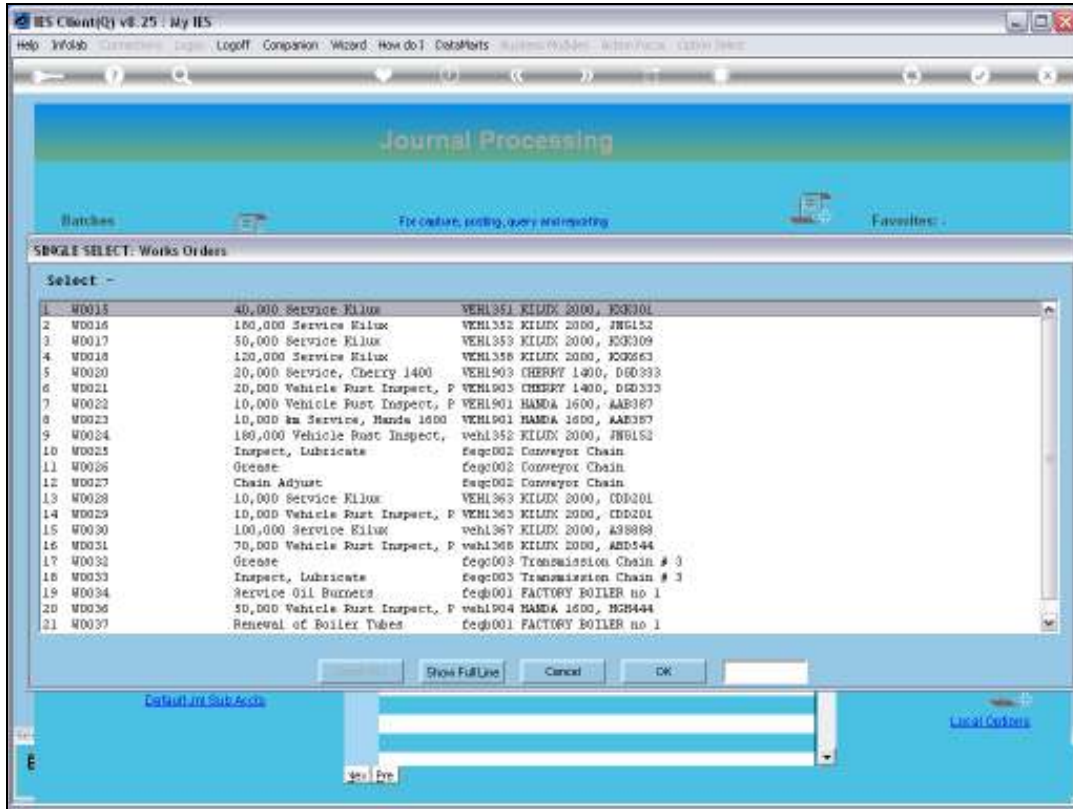 IES Client(Q) v8.25 : My IES
Help Infolab Logoff Companion Wizard How do I DataMarts
Journal Processing
Batches For capture, posting, query and reporting Favorites: -
SINGLE SELECT: Works Orders
Select -
1 W0015 40,000 Service Kilux VEH1351 KILUX 2000, KKK301
2 W0016 180,000 Service Kilux VEH1352 KILUX 2000, JNG152
3 W0017 50,000 Service Kilux VEH1353 KILUX 2000, KKK309
4 W0018 120,000 Service Kilux VEH1358 KILUX 2000,
5 W0020 20,000 Service, Cherry 1400 VEH1903 CHERRY 1400, DGD333
6 W0021 20,000 Vehicle Rust Inspect, P VEH1903 CHERRY 1400, DGD333
7 W0022 10,000 Vehicle Rust Inspect, P VEH1901 HANDA 1600, AAB387
8 W0023 10,000 km Service, Handa 1600 VEH1901 HANDA 1600, AAB387
9 W0024 180,000 Vehicle Rust Inspect, veh1352 KILUX 2000, JNG152
10 W0025 Inspect, Lubricate feqc002 Conveyor Chain
11 W0026 Grease feqc002 Conveyor Chain
12 W0027 Chain Adjust feqc002 Conveyor Chain
13 W0028 10,000 Service Kilux VEH1363 KILUX 2000, CDD201
14 W0029 10,000 Vehicle Rust Inspect, P VEH1363 KILUX 2000, CDD201
15 W0030 100,000 Service Kilux veh1367 KILUX 2000,
16 W0031 70,000 Vehicle Rust Inspect, P veh1368 KILUX 2000, ABD544
17 W0032 Grease feqc003 Transmission Chain # 3
18 W0033 Inspect, Lubricate feqc003 Transmission Chain # 3
19 W0034 Service Oil Burners feqb001 FACTORY BOILER no 1
20 W0036 50,000 Vehicle Rust Inspect, P veh1904 HANDA 1600, HGH444
21 W0037 Renewal of Boiler Tubes feqb001 FACTORY BOILER no 1
Show Full Line Cancel OK
Default Jnl Sub Accts
Local Options
Nex Pre